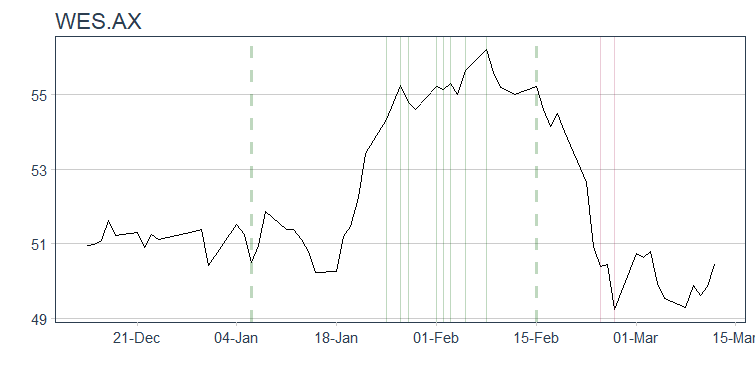 WES.AX
55
53
51
49
21-Dec
04-Jan
18-Jan
01-Feb
15-Feb
01-Mar
15-Mar